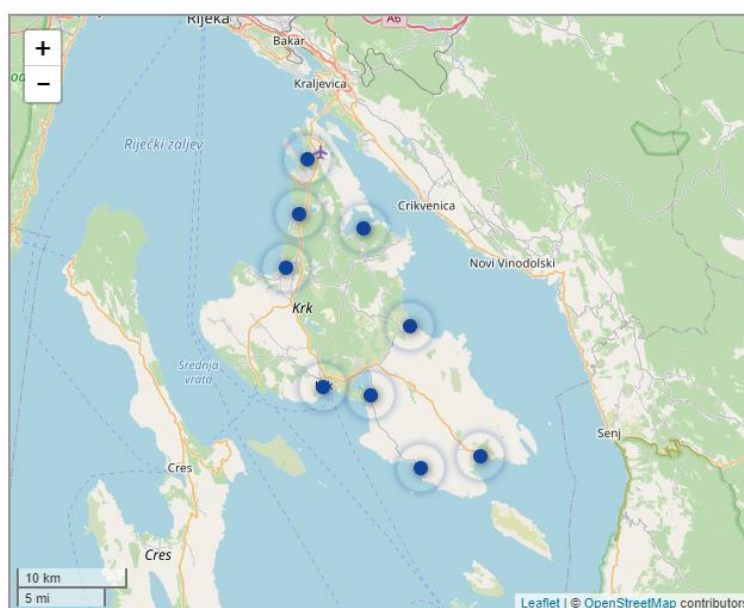 Rijeka
A6
+
−
Bakar
Kraljevica
Riječki zaljev
Crikvenica
Novi Vinodolski
Krk
Srednja
vrata
Senj
Cres
Cres
10 km
5 mi
Leaflet | © OpenStreetMap contributors